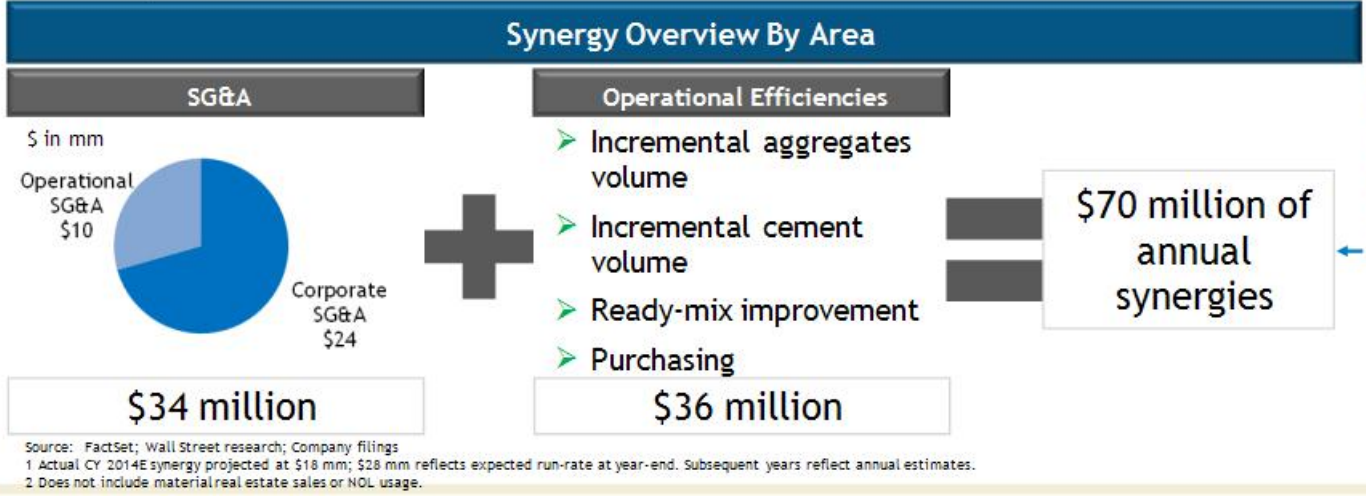 Synergy Overview By Area
SG&A
$ in mm
Operational
SG&A
$10
Corporate
SG&A
$24
$34 million
Operational Efficiencies
Incremental aggregates
volume
Incremental cement
volume
Ready-mix improvement
Purchasing
$36 million
$70 million of
annual
synergies
Source: FactSet; Wall Street research; Company filings
1 Actual CY 2014E synergy projected at $18 mm; $28 mm reflects expected run-rate at year-end. Subsequent years reflect annual estimates.
2 Does not include material real estate sales or NOL usage.